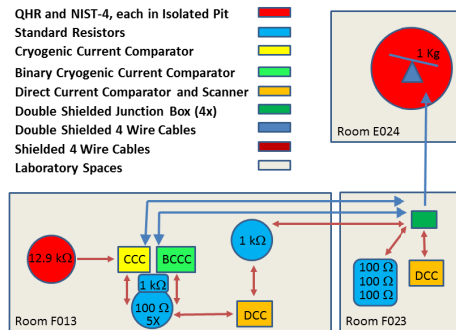 QHR and NIST-4, each in Isolated Pit
Standard Resistors
Cryogenic Current Comparator
Binary Cryogenic Current Comparator
Direct Current Comparator and Scanner
Double Shielded Junction Box (4x)
Double Shielded 4 Wire Cables
Shielded 4 Wire Cables
Laboratory Spaces
1 Kg
Room E024
12.9 kΩ
CCC
BCCC
1 kΩ
1 kΩ
100 Ω
5X
DCC
Room F013
100 Ω
100 Ω
100 Ω
DCC
Room F023